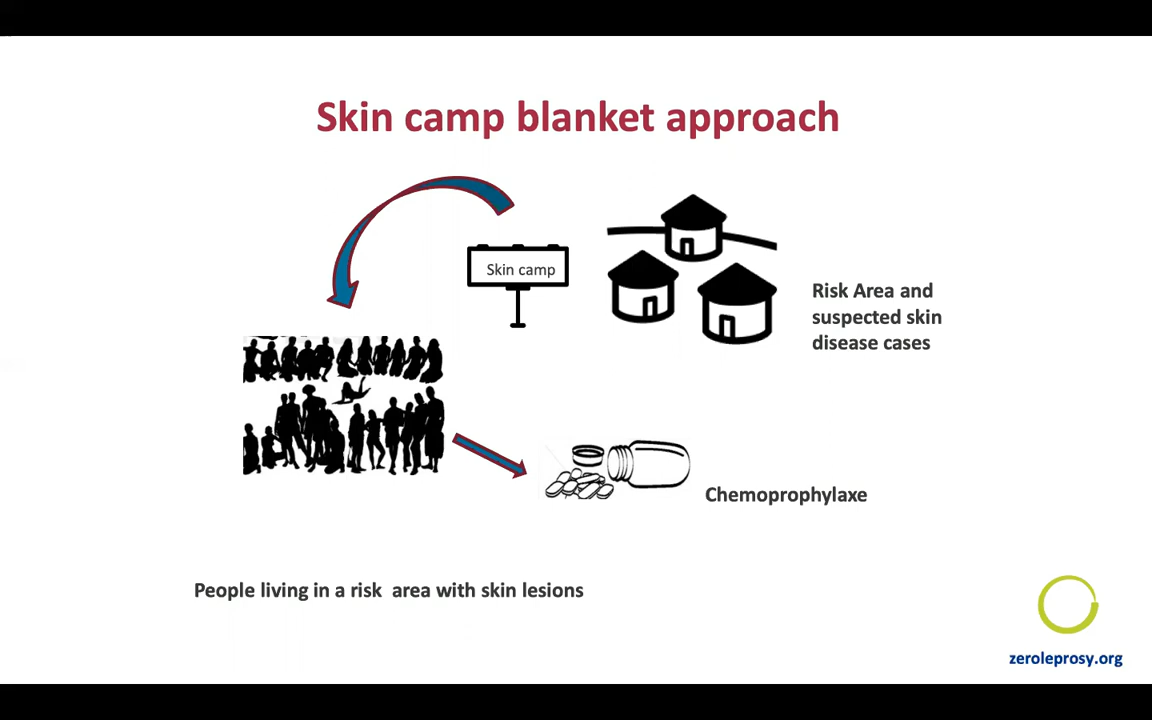 Skin camp blanket approach
Skin camp
Risk Area and
suspected skin
disease cases
Chemoprophylaxe
People living in a risk area with skin lesions
zeroleprosy.org